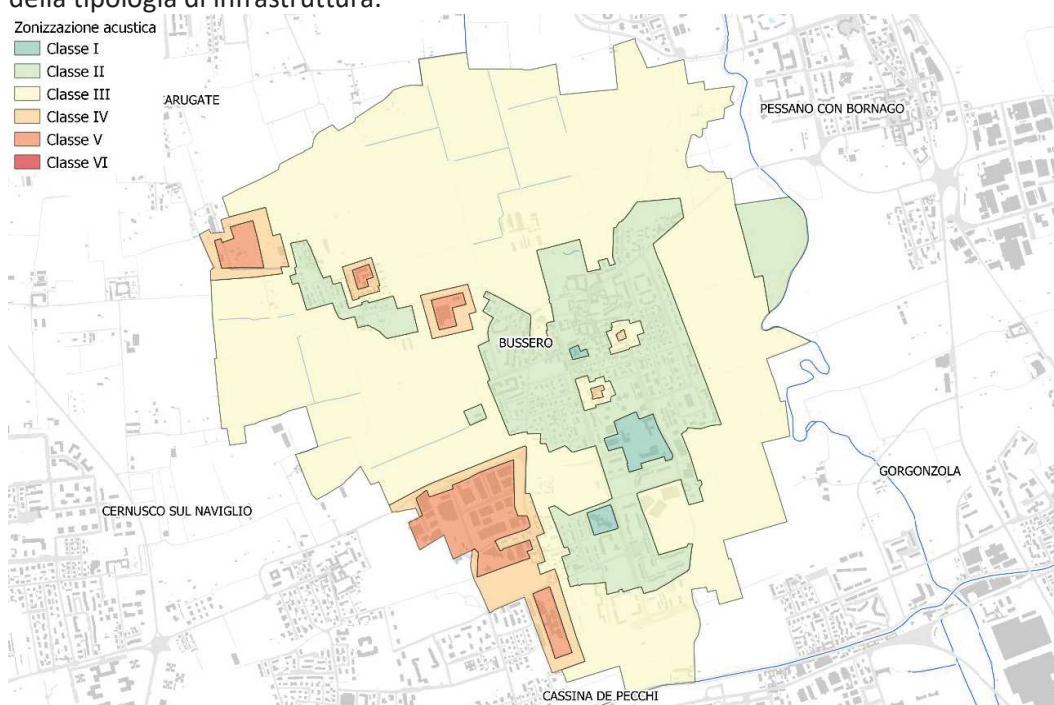 della tipologia di infrastruttura.
Zonizzazione acustica
Classe I
Classe II
Classe III
Classe IV
Classe V
Classe VI
ARUGATE
PESSANO CON BORNAGO
BUSSERO
GORGONZOLA
CERNUSCO SUL NAVIGLIO
CASSINA DE PECCHI